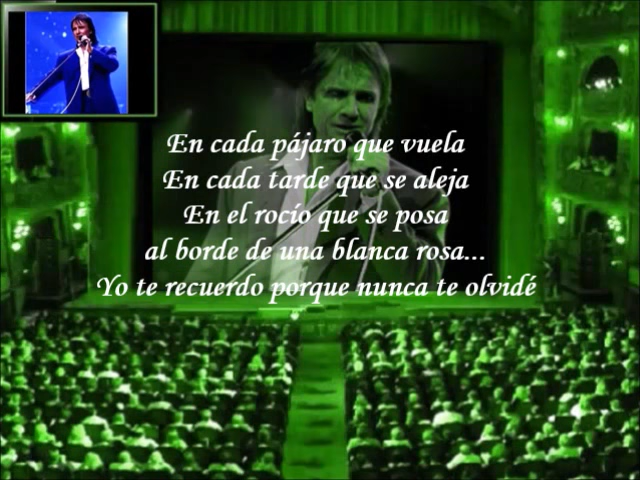 En cada pájaro que vuela
En cada tarde que se aleja
En el rocío que se posa
al borde de una blanca rosa...
Yo te recuerdo porque nunca te olvidé